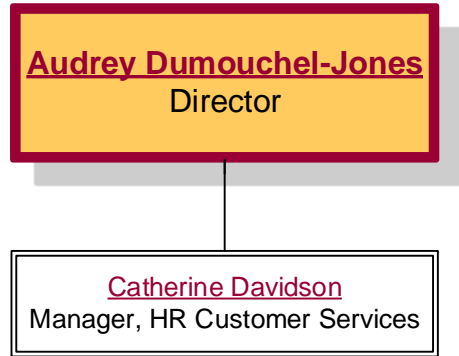 Audrey Dumouchel-Jones
Director
Catherine Davidson
Manager, HR Customer Services